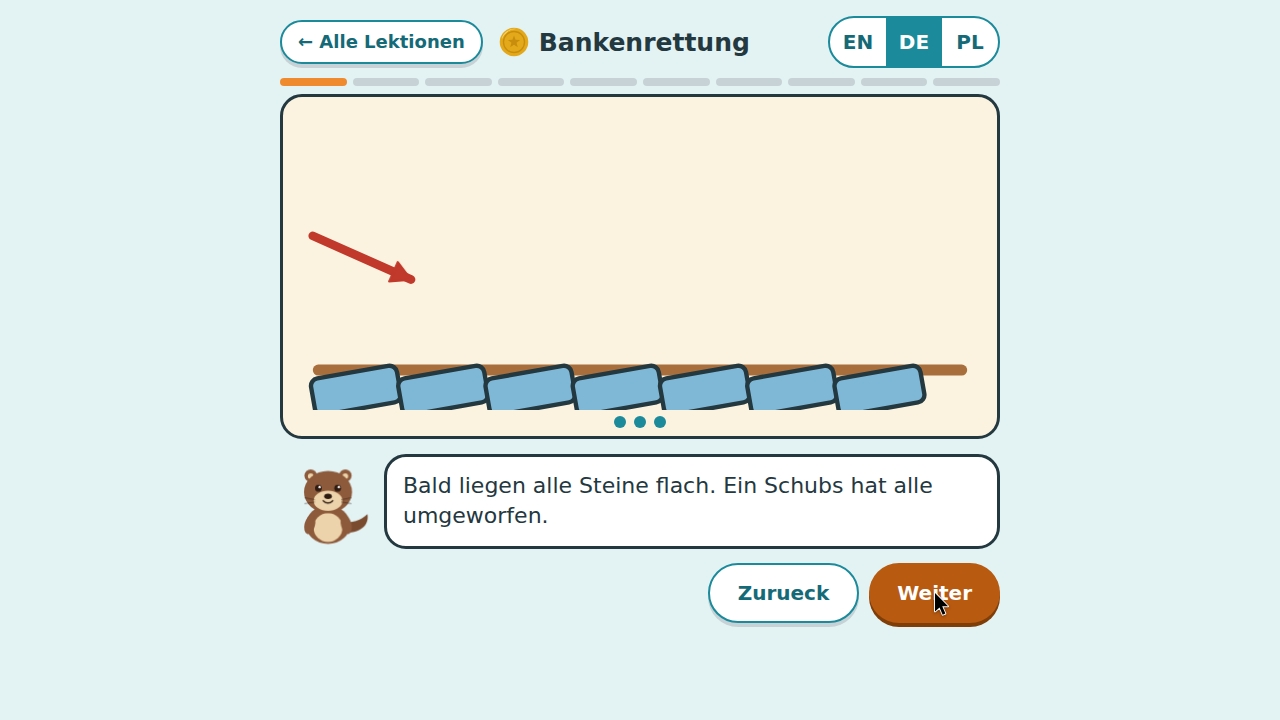 ← Alle Lektionen
Bankenrettung
EN DE PL
Bald liegen alle Steine flach. Ein Schubs hat alle
umgeworfen.
Zurueck
Weiter